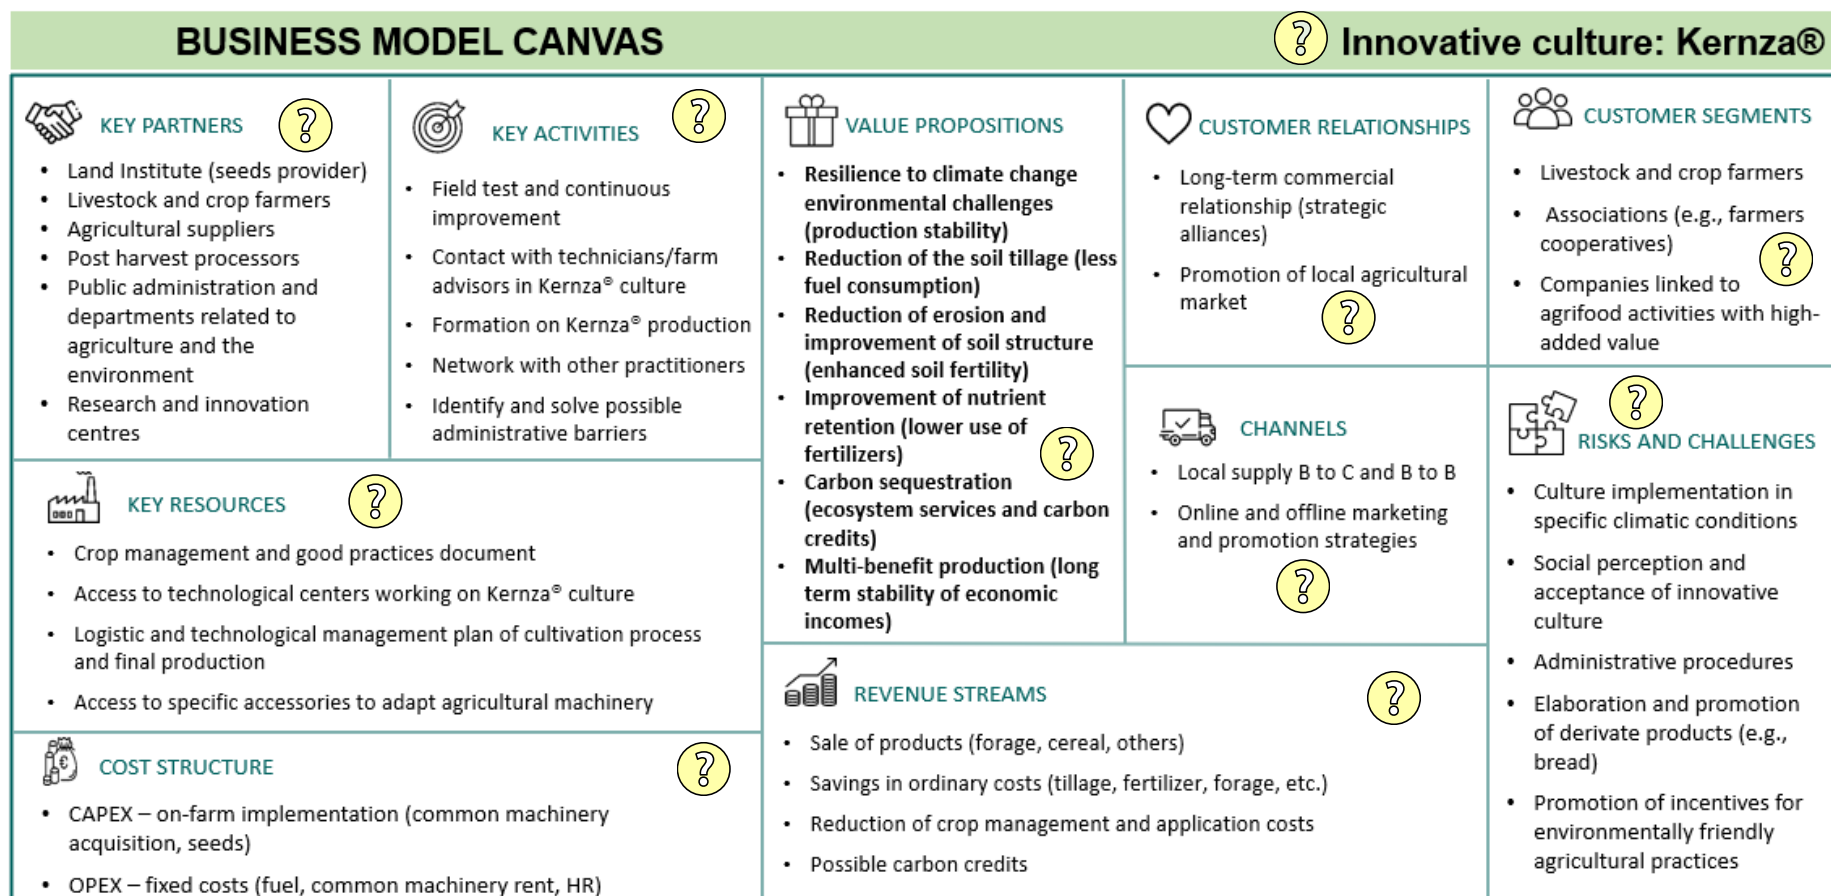 BUSINESS MODEL CANVAS
? Innovative culture: Kernza®
KEY PARTNERS ?
• Land Institute (seeds provider)
• Livestock and crop farmers
• Agricultural suppliers
• Post harvest processors
• Public administration and
departments related to
agriculture and the
environment
• Research and innovation
centres
KEY ACTIVITIES ?
• Field test and continuous
improvement
• Contact with technicians/farm
advisors in Kernza® culture
• Formation on Kernza® production
• Network with other practitioners
• Identify and solve possible
administrative barriers
KEY RESOURCES ?
• Crop management and good practices document
• Access to technological centers working on Kernza® culture
• Logistic and technological management plan of cultivation process
and final production
• Access to specific accessories to adapt agricultural machinery
COST STRUCTURE ?
• CAPEX – on-farm implementation (common machinery
acquisition, seeds)
• OPEX – fixed costs (fuel, common machinery rent, HR)
VALUE PROPOSITIONS
• Resilience to climate change
environmental challenges
(production stability)
• Reduction of the soil tillage (less
fuel consumption)
• Reduction of erosion and
improvement of soil structure
(enhanced soil fertility)
• Improvement of nutrient
retention (lower use of
fertilizers) ?
• Carbon sequestration
(ecosystem services and carbon
credits)
• Multi-benefit production (long
term stability of economic
incomes)
CUSTOMER RELATIONSHIPS
• Long-term commercial
relationship (strategic
alliances)
• Promotion of local agricultural
market ?
CHANNELS
• Local supply B to C and B to B
• Online and offline marketing
and promotion strategies
?
REVENUE STREAMS ?
• Sale of products (forage, cereal, others)
• Savings in ordinary costs (tillage, fertilizer, forage, etc.)
• Reduction of crop management and application costs
• Possible carbon credits
CUSTOMER SEGMENTS
• Livestock and crop farmers
• Associations (e.g., farmers
cooperatives) ?
• Companies linked to
agrifood activities with high-
added value
?
RISKS AND CHALLENGES
• Culture implementation in
specific climatic conditions
• Social perception and
acceptance of innovative
culture
• Administrative procedures
• Elaboration and promotion
of derivate products (e.g.,
bread)
• Promotion of incentives for
environmentally friendly
agricultural practices